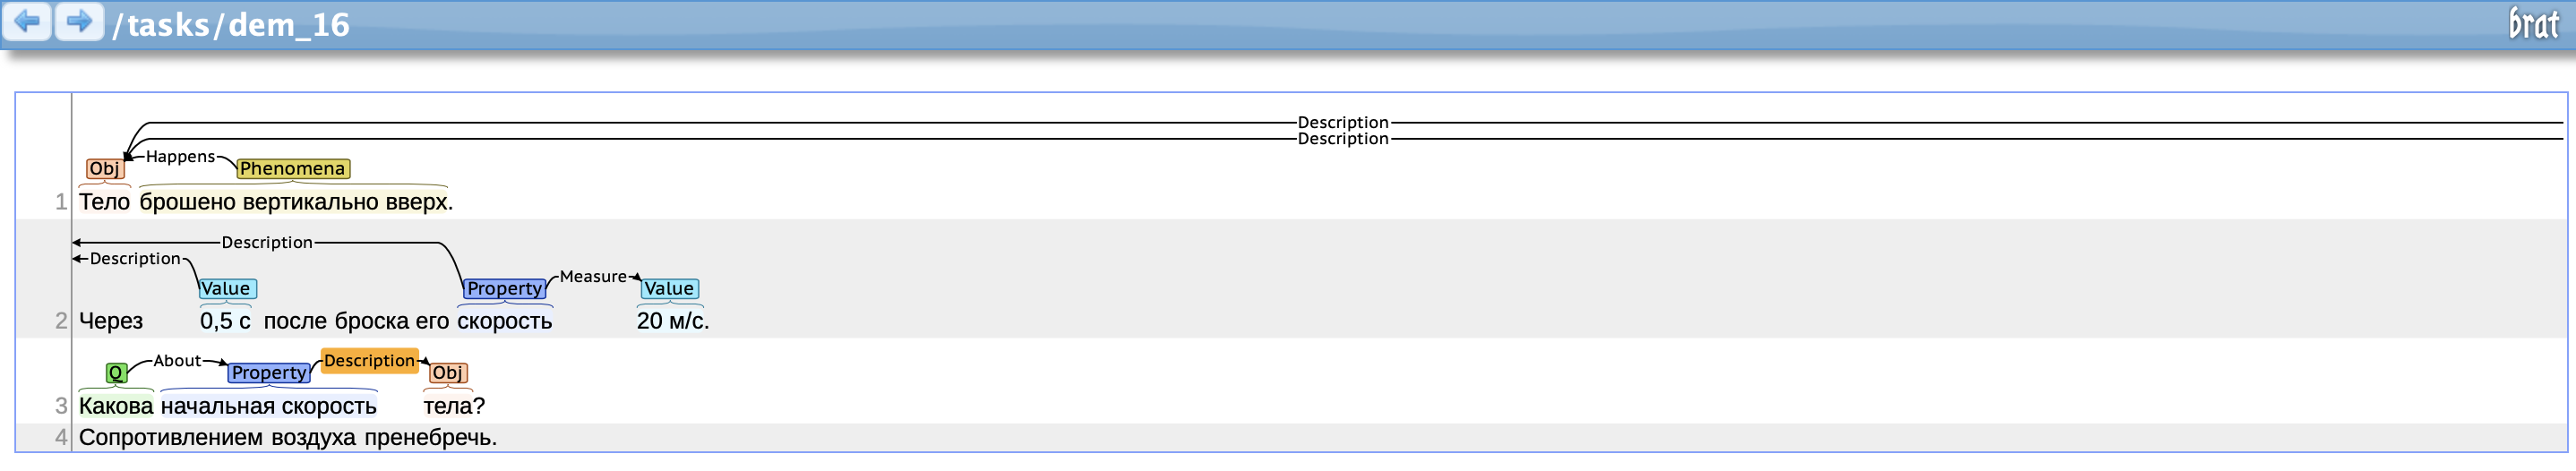 /tasks/dem_16 brat
Description
Description
Happens
Obj Phenomena
1 Тело брошено вертикально вверх.
Description
Description
Measure
Value Property Value
2 Через 0,5 с после броска его скорость 20 м/с.
About Description
Q Property Obj
3 Какова начальная скорость тела?
4 Сопротивлением воздуха пренебречь.